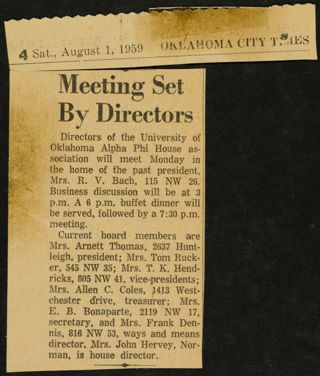 4 Sat., August 1, 1959 OKLAHOMA CITY TIMES
Meeting Set
By Directors
Directors of the University of
Oklahoma Alpha Phi House as-
sociation will meet Monday in
the home of the past president,
Mrs. R. V. Bach, 115 NW 26.
Business discussion will be at 3
p.m. A 6 p.m. buffet dinner will
be served, followed by a 7:30 p.m.
meeting.
Current board members are
Mrs. Arnett Thomas, 2637 Hunt-
leigh, president; Mrs. Tom Ruck-
er, 545 NW 35; Mrs. T. K. Hend-
ricks, 805 NW 41, vice-presidents;
Mrs. Allen C. Coles, 1413 West-
chester drive, treasurer; Mrs.
E. B. Bonaparte, 2119 NW 17,
secretary, and Mrs. Frank Den-
nis, 816 NW 53, ways and means
director. Mrs. John Hervey, Nor-
man, is house director.